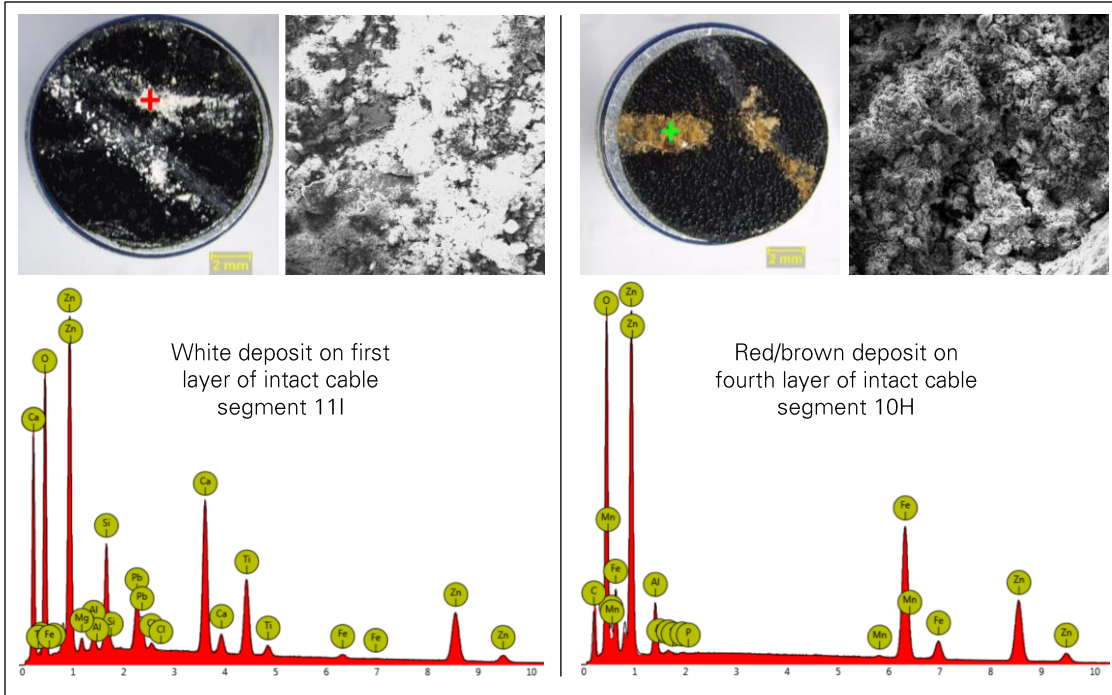 2 mm
2 mm
White deposit on first
layer of intact cable
segment 11I
Zn
Zn
O
Ca
Ca
Si
Ti
Pb
Pb
Mg
Al
Al
Si
Cl
Ca
Ti
Fe
Fe
Fe
Zn
Zn
0 1 2 3 4 5 6 7 8 9 10
Red/brown deposit on
fourth layer of intact cable
segment 10H
Zn
O
Zn
Mn
Fe
Fe
C
Al
Mn
Mn
P
Mn
Fe
Zn
Zn
0 1 2 3 4 5 6 7 8 9 10